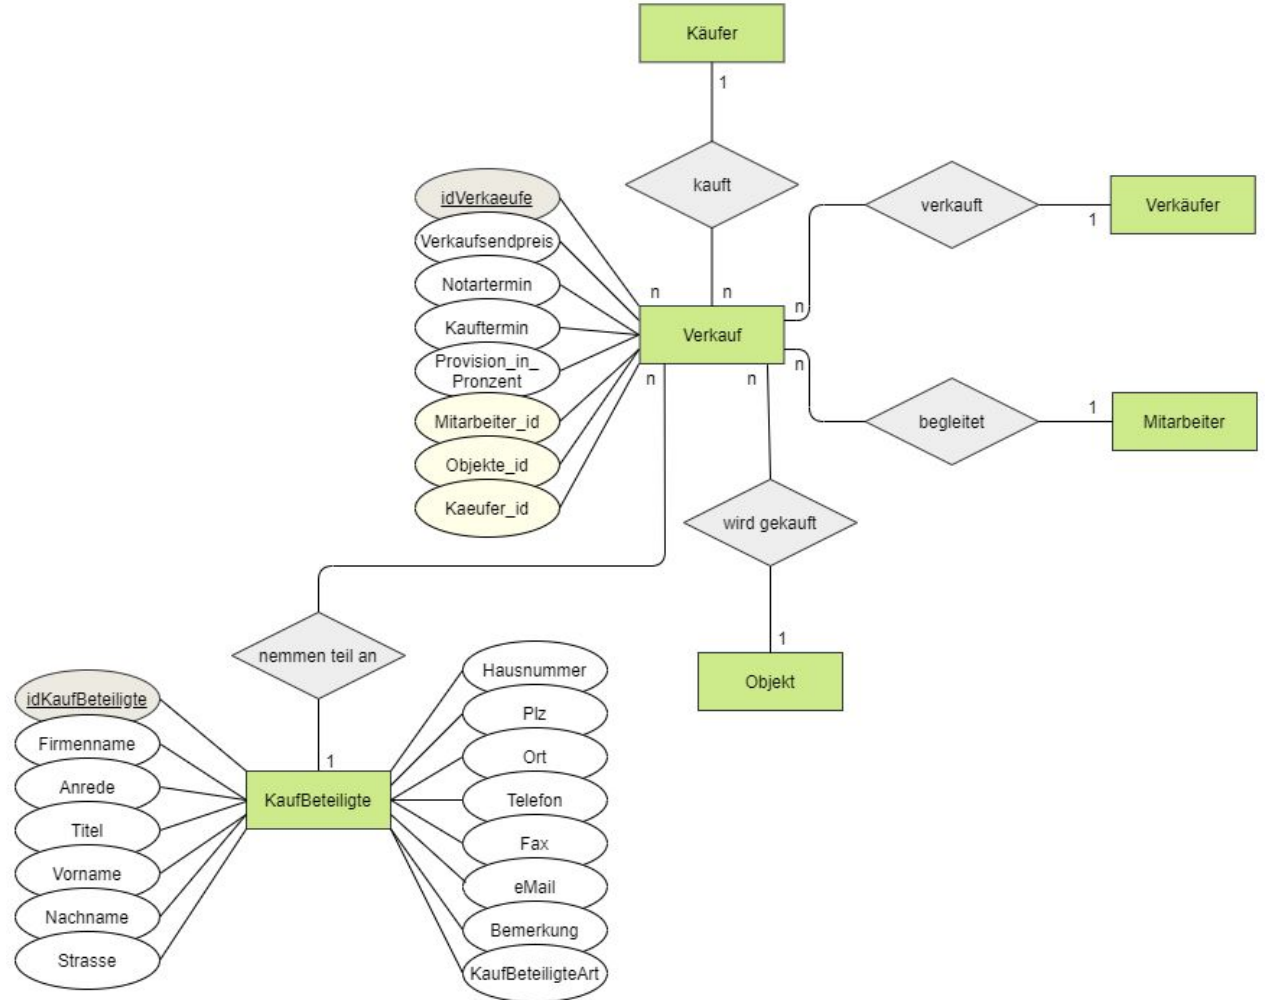 Käufer
1
kauft
n
n
idVerkaeufe
Verkaufsendpreis
Notartermin
Kauftermin
Provision_in_
Pronzent
Mitarbeiter_id
Objekte_id
Kaeufer_id
Verkauf
n
verkauft
1
Verkäufer
n
begleitet
1
Mitarbeiter
n
n
wird gekauft
1
Objekt
nemmen teil an
1
idKaufBeteiligte
Firmenname
Anrede
Titel
Vorname
Nachname
Strasse
KaufBeteiligte
Hausnummer
Plz
Ort
Telefon
Fax
eMail
Bemerkung
KaufBeteiligteArt